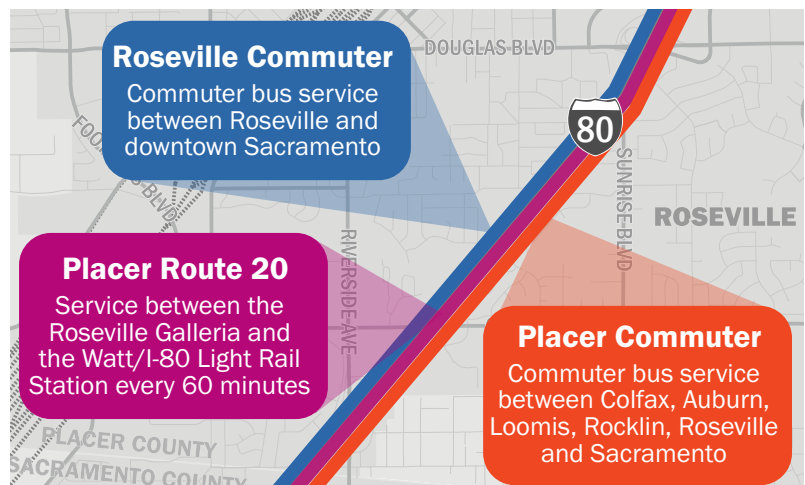 Roseville Commuter
Commuter bus service
between Roseville and
downtown Sacramento
DOUGLAS BLVD
80
SUNRISE BLVD
ROSEVILLE
RIVERSIDE AVE
Placer Route 20
Service between the
Roseville Galleria and
the Watt/I-80 Light Rail
Station every 60 minutes
Placer Commuter
Commuter bus service
between Colfax, Auburn,
Loomis, Rocklin, Roseville
and Sacramento
PLACER COUNTY
SACRAMENTO COUNTY